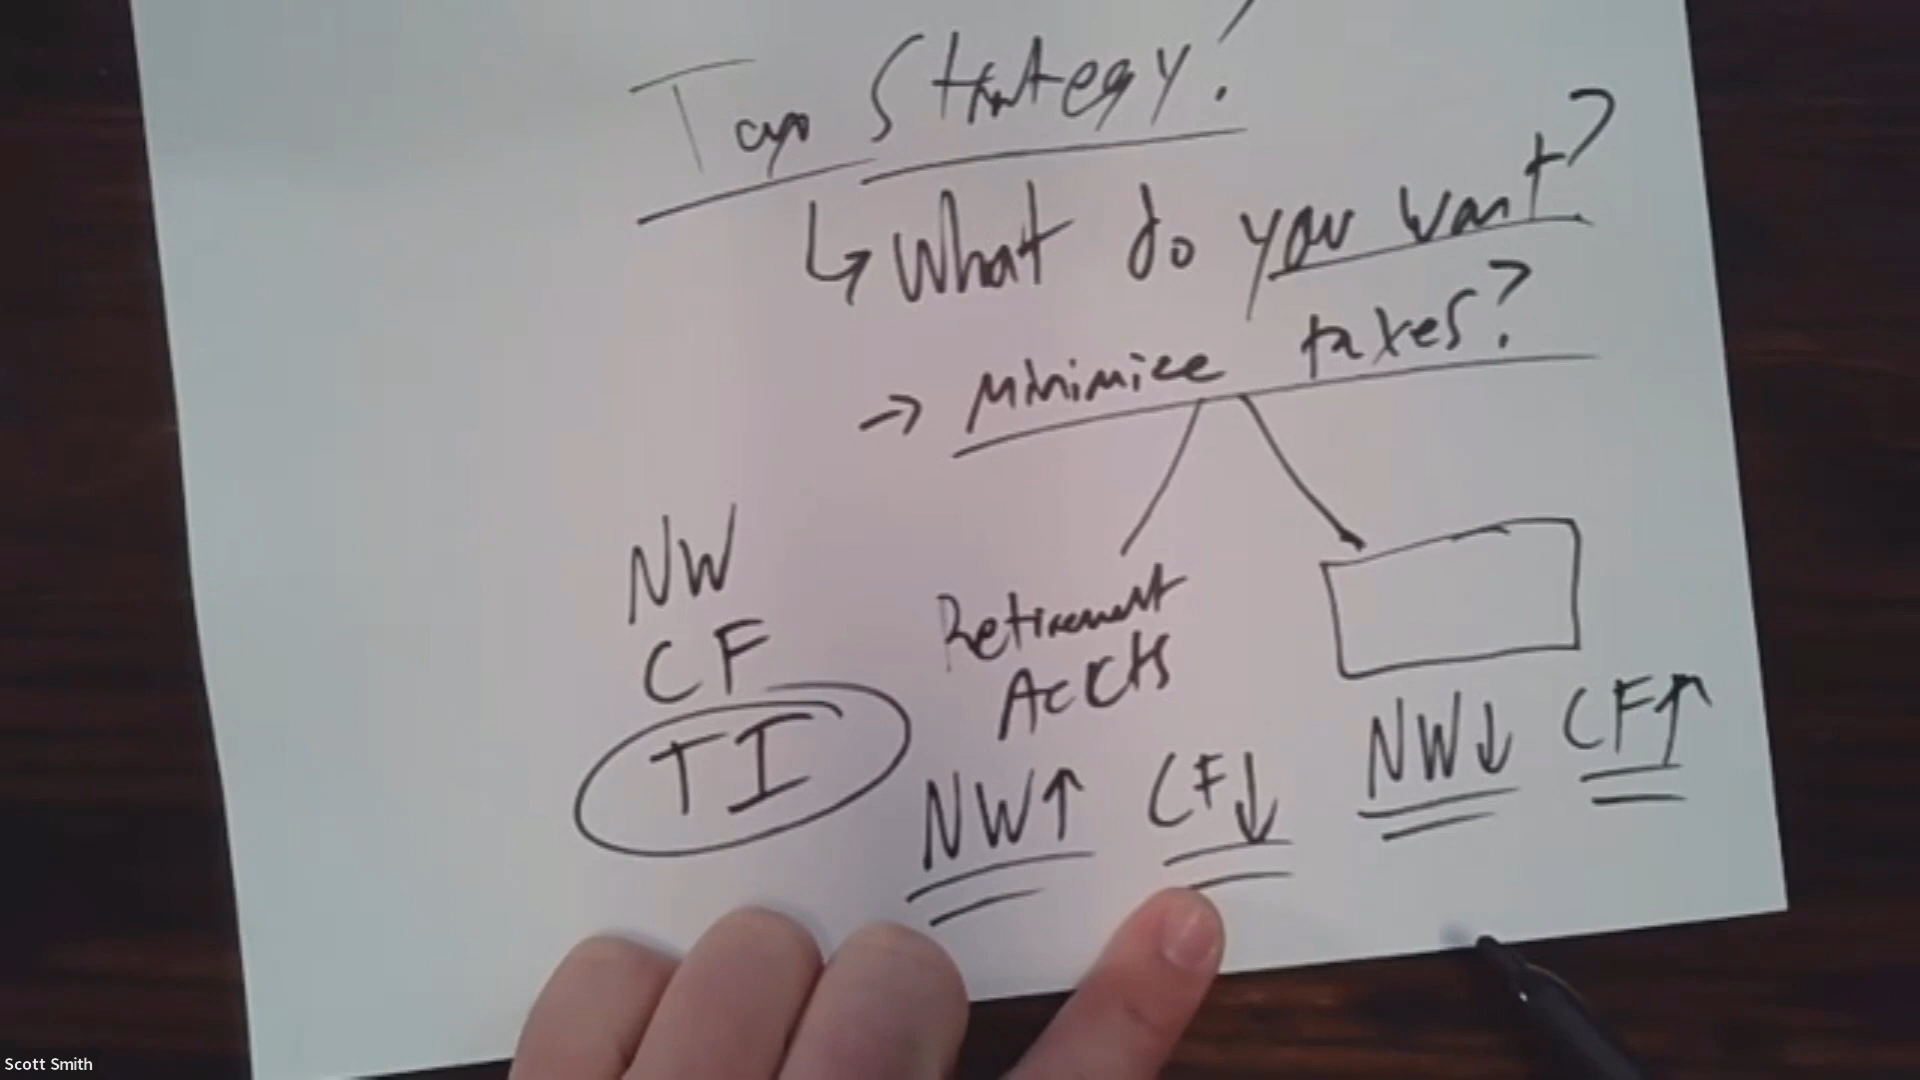 Tax Strategy?
↳ What do you want?
→ Minimize taxes?
NW
CF
TI
Retirement
Accts
NW↑ CF↓
NW↓ CF↑
Scott Smith